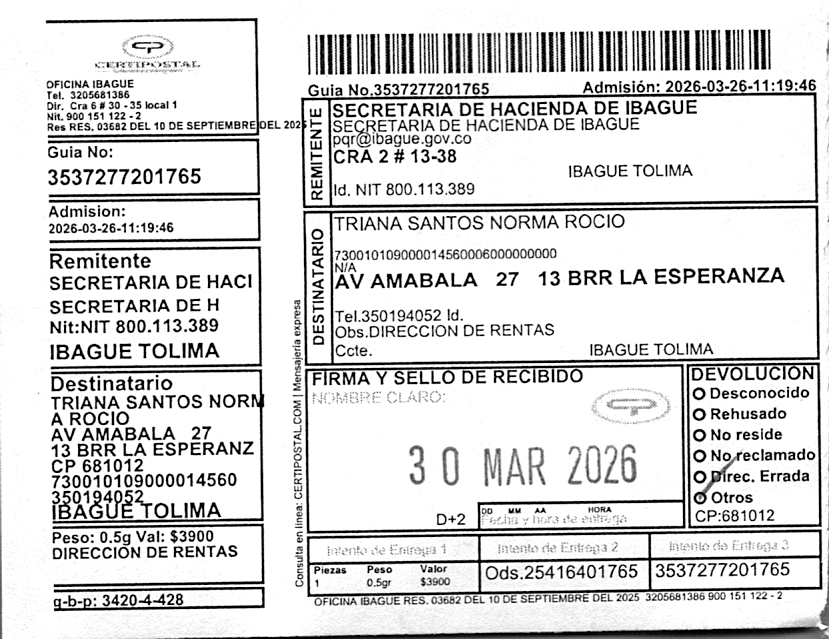 CERTIPOSTAL
OFICINA IBAGUE
Tel. 3205681386
Dir. Cra 6 # 30 - 35 local 1
Nit. 900 151 122 - 2
Res RES. 03682 DEL 10 DE SEPTIEMBRE DEL 2025
Guia No:
3537277201765
Admision:
2026-03-26-11:19:46
Remitente
SECRETARIA DE HACI
SECRETARIA DE H
Nit:NIT 800.113.389
IBAGUE TOLIMA
Destinatario
TRIANA SANTOS NORM
A ROCIO
AV AMABALA 27
13 BRR LA ESPERANZ
CP 681012
730010109000014560
350194052
IBAGUE TOLIMA
Peso: 0.5g Val: $3900
DIRECCIÓN DE RENTAS
g-b-p: 3420-4-428
Consulta en linea: CERTIPOSTAL.COM | Mensajeria expresa
Guia No.3537277201765 Admisión: 2026-03-26-11:19:46
REMITENTE
SECRETARIA DE HACIENDA DE IBAGUE
SECRETARIA DE HACIENDA DE IBAGUE
pqr@ibague.gov.co
CRA 2 # 13-38
IBAGUE TOLIMA
Id. NIT 800.113.389
DESTINATARIO
TRIANA SANTOS NORMA ROCIO
730010109000014560006000000000
N/A
AV AMABALA 27 13 BRR LA ESPERANZA
Tel.350194052 Id.
Obs.DIRECCION DE RENTAS
Ccte. IBAGUE TOLIMA
FIRMA Y SELLO DE RECIBIDO
NOMBRE CLARO:
30 MAR 2026
D+2
DD MM AA HORA
Fecha y hora de entrega
DEVOLUCION
Desconocido
Rehusado
No reside
No reclamado
Direc. Errada
Otros
CP:681012
Intento de Entrega 1 Intento de Entrega 2 Intento de Entrega 3
Piezas Peso Valor
1 0.5gr $3900
Ods.25416401765 3537277201765
OFICINA IBAGUE RES. 03682 DEL 10 DE SEPTIEMBRE DEL 2025 3205681386 900 151 122 - 2